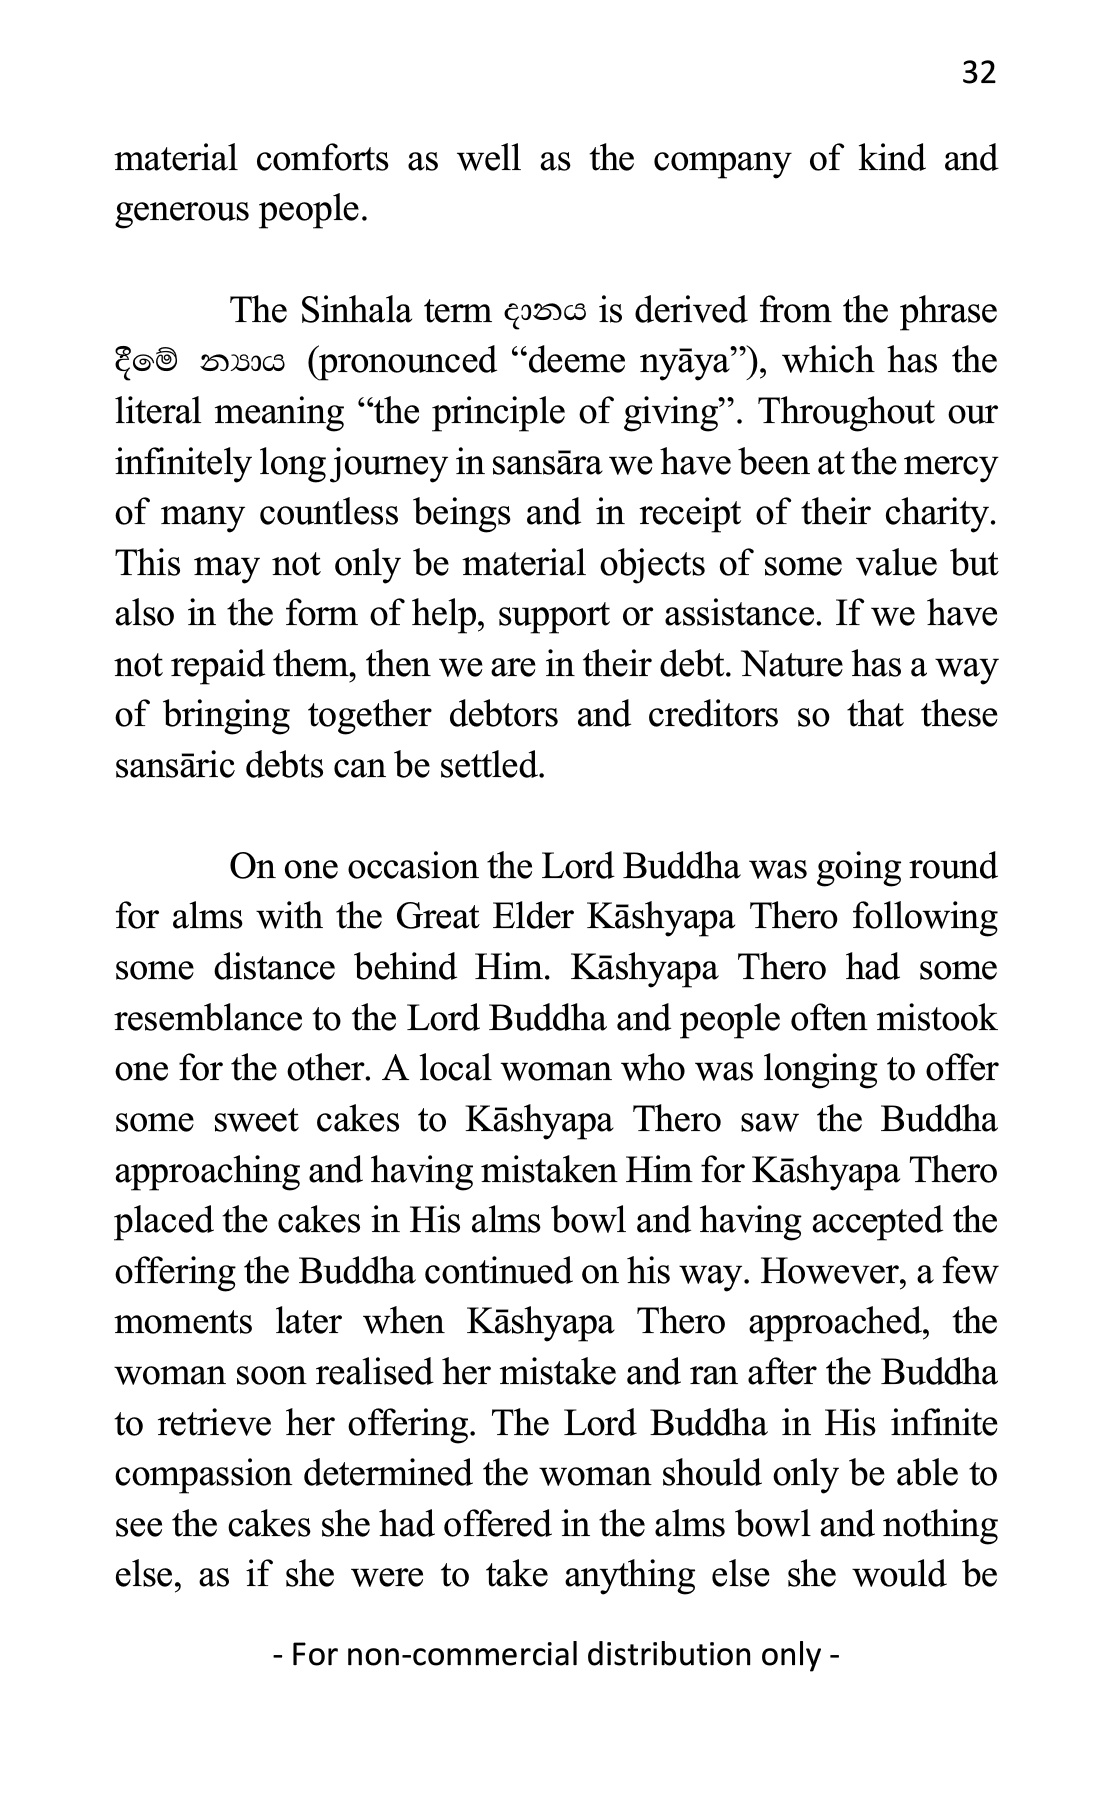 32
material comforts as well as the company of kind and
generous people.
The Sinhala term දානය is derived from the phrase
දීමේ න්‍යාය (pronounced “deeme nyāya”), which has the
literal meaning “the principle of giving”. Throughout our
infinitely long journey in sansāra we have been at the mercy
of many countless beings and in receipt of their charity.
This may not only be material objects of some value but
also in the form of help, support or assistance. If we have
not repaid them, then we are in their debt. Nature has a way
of bringing together debtors and creditors so that these
sansāric debts can be settled.
On one occasion the Lord Buddha was going round
for alms with the Great Elder Kāshyapa Thero following
some distance behind Him. Kāshyapa Thero had some
resemblance to the Lord Buddha and people often mistook
one for the other. A local woman who was longing to offer
some sweet cakes to Kāshyapa Thero saw the Buddha
approaching and having mistaken Him for Kāshyapa Thero
placed the cakes in His alms bowl and having accepted the
offering the Buddha continued on his way. However, a few
moments later when Kāshyapa Thero approached, the
woman soon realised her mistake and ran after the Buddha
to retrieve her offering. The Lord Buddha in His infinite
compassion determined the woman should only be able to
see the cakes she had offered in the alms bowl and nothing
else, as if she were to take anything else she would be
- For non-commercial distribution only -